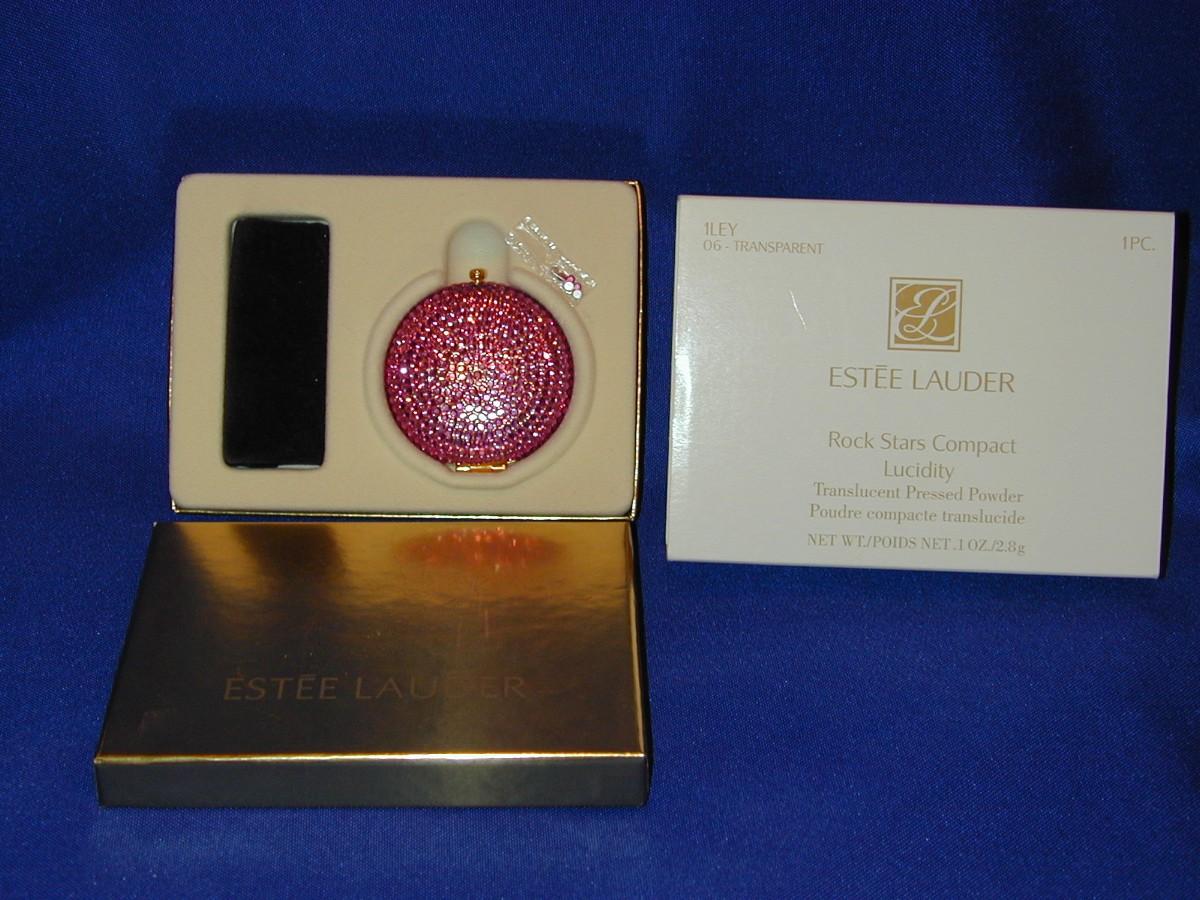 1LEY
06 - TRANSPARENT
1PC.
EL
ESTĒE LAUDER
Rock Stars Compact
Lucidity
Translucent Pressed Powder
Poudre compacte translucide
NET WT./POIDS NET .1 OZ./2.8g
ESTĒE LAUDER